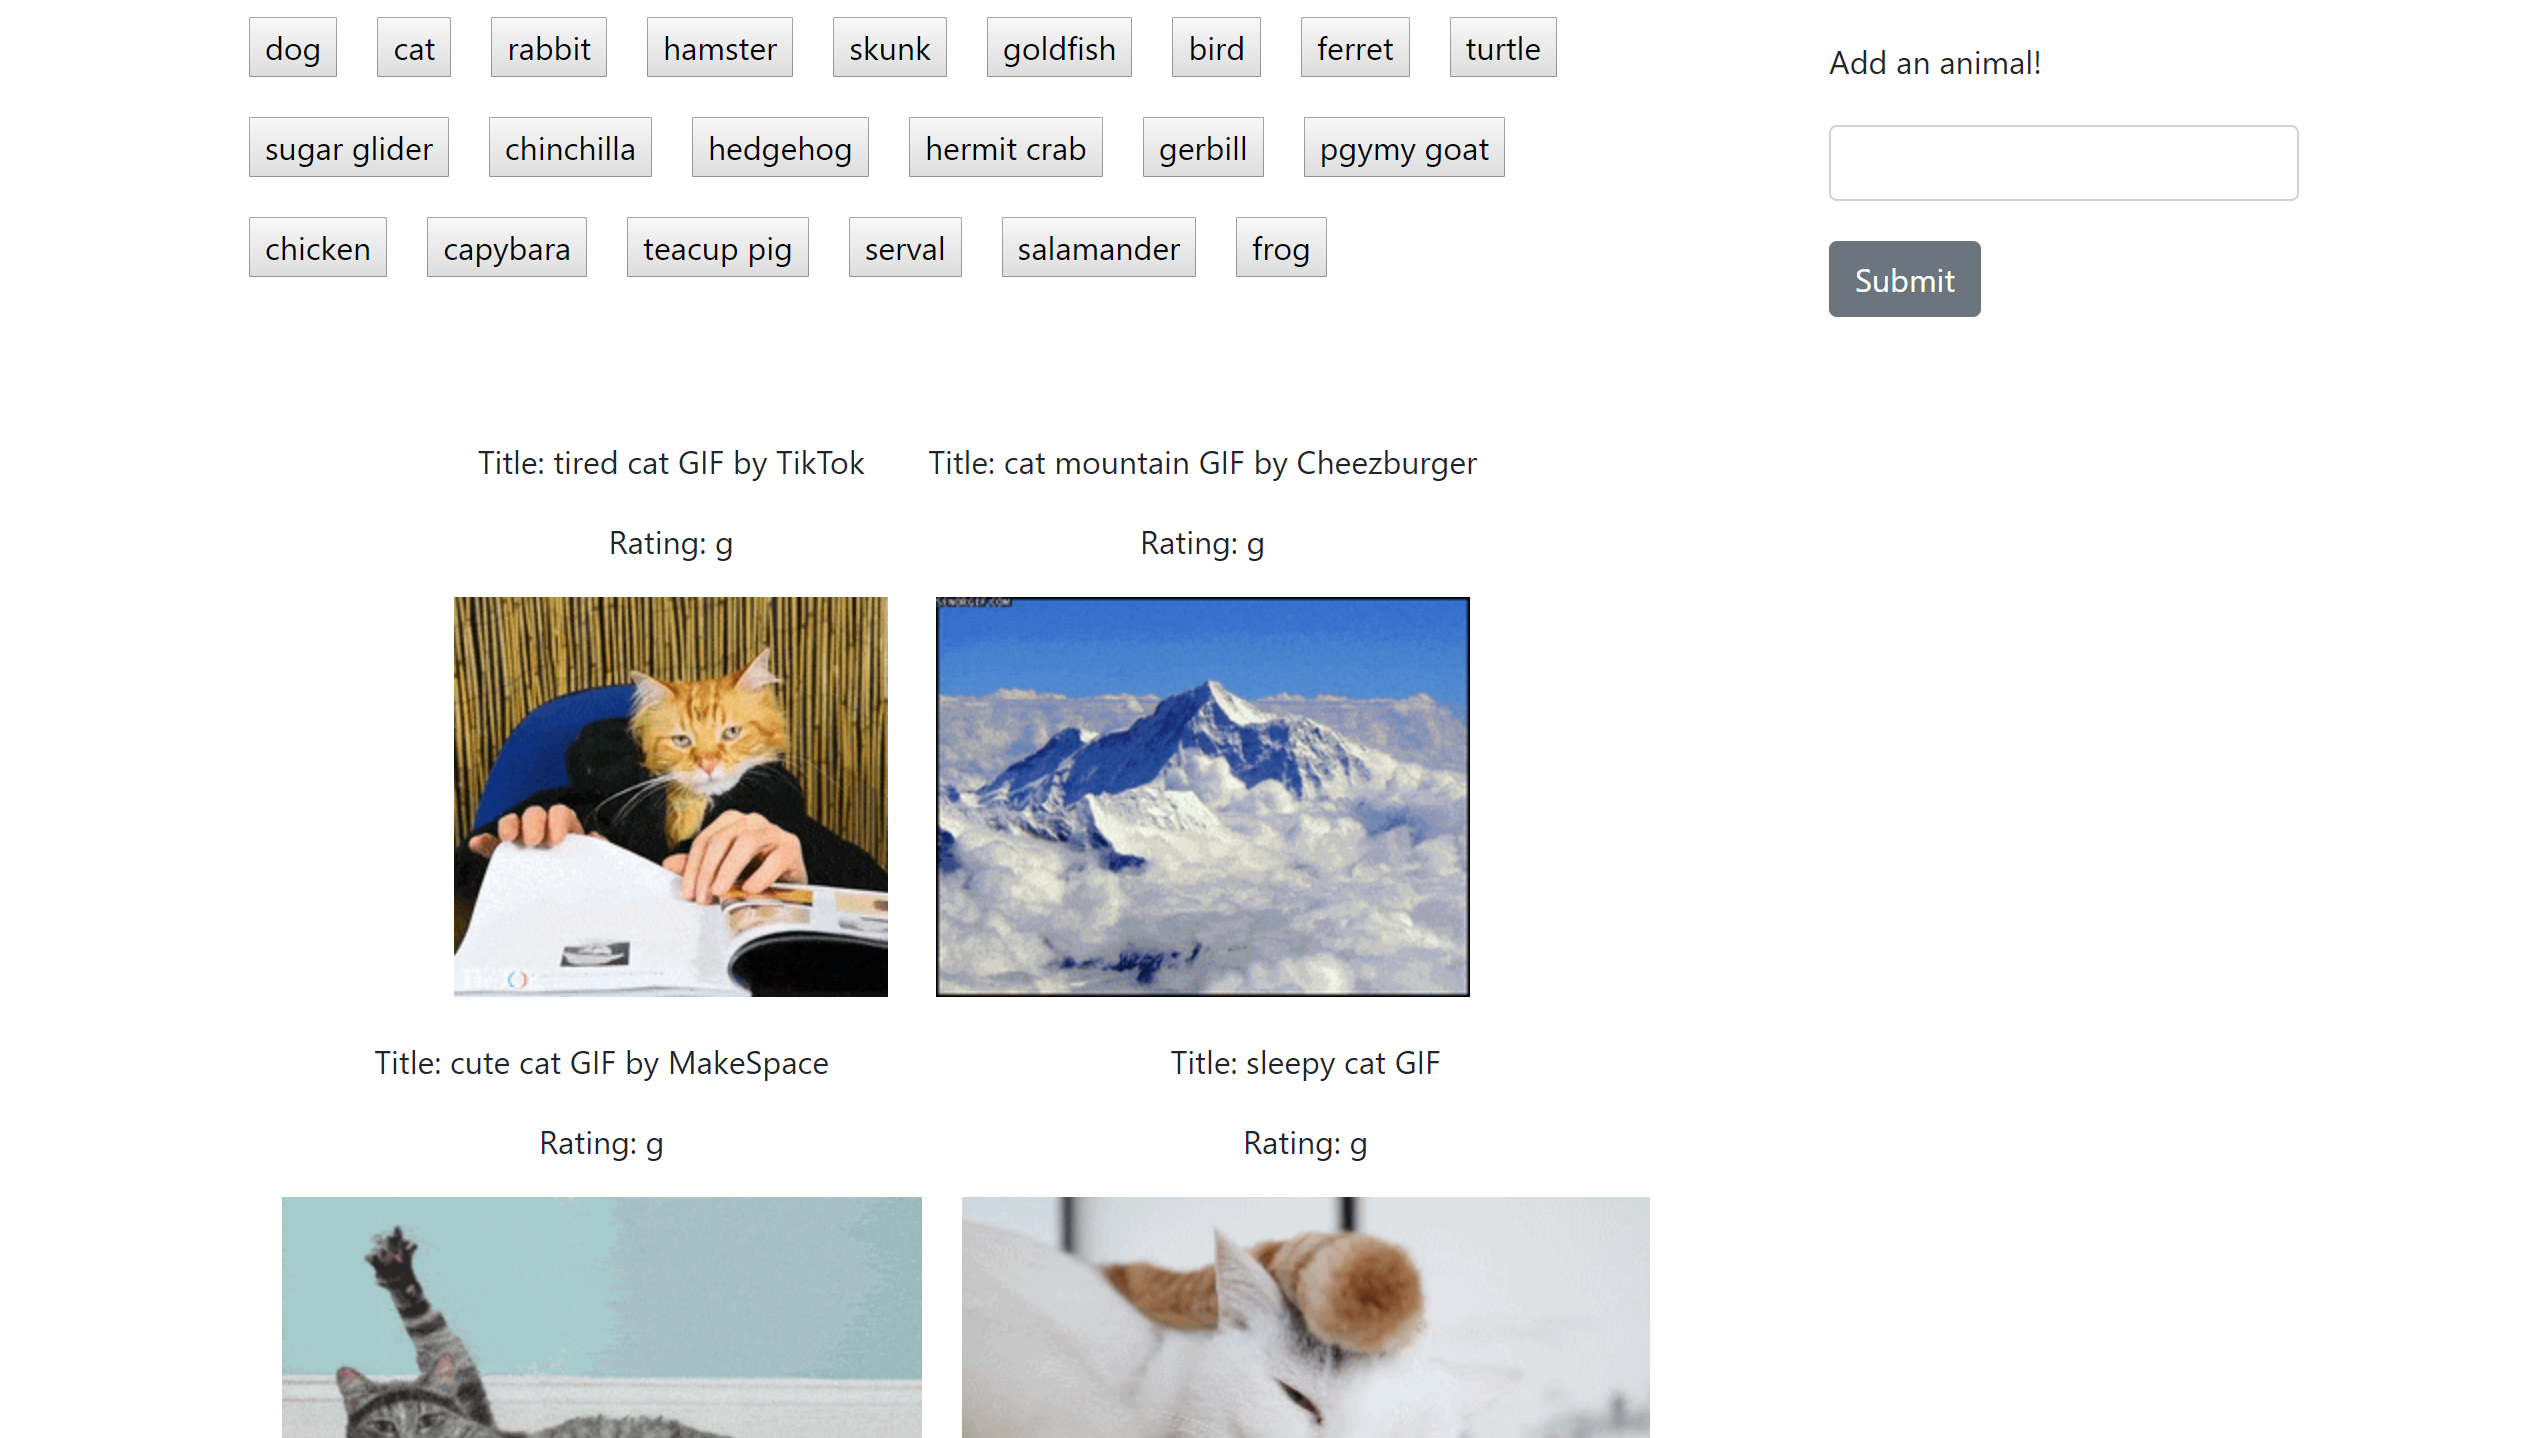 dog cat rabbit hamster skunk goldfish bird ferret turtle
sugar glider chinchilla hedgehog hermit crab gerbill pgymy goat
chicken capybara teacup pig serval salamander frog
Add an animal!
Submit
Title: tired cat GIF by TikTok
Rating: g
Title: cat mountain GIF by Cheezburger
Rating: g
SENORGIF.COM
Title: cute cat GIF by MakeSpace
Rating: g
Title: sleepy cat GIF
Rating: g